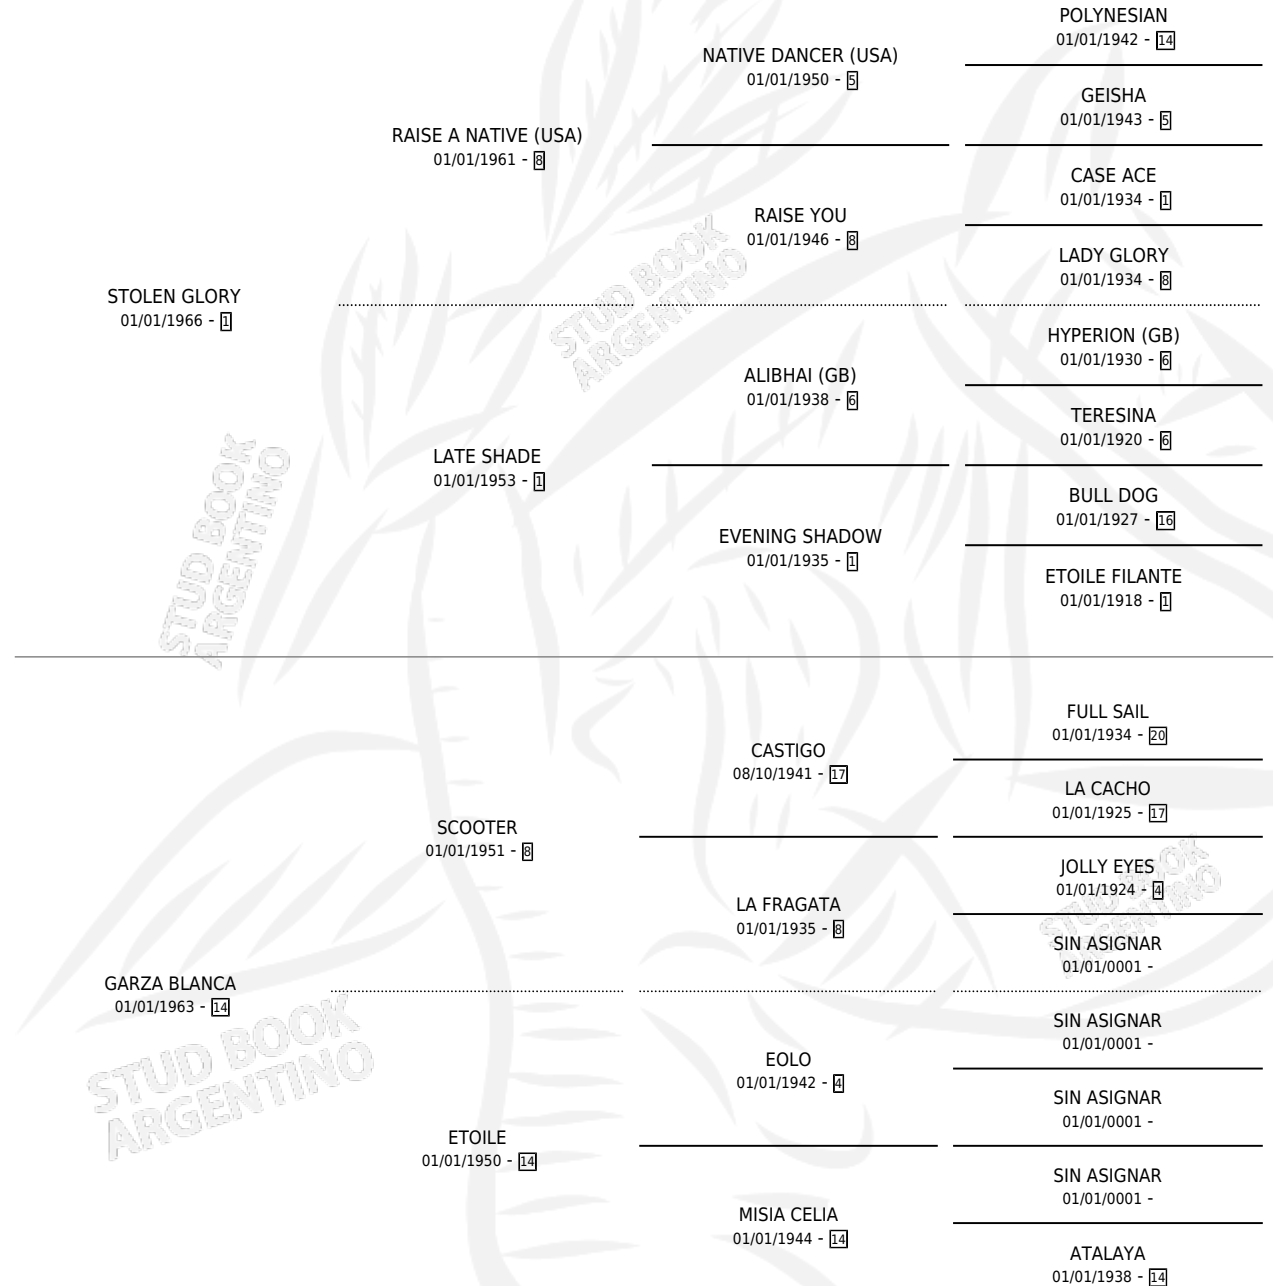 POLYNESIAN
01/01/1942 - 14
NATIVE DANCER (USA)
01/01/1950 - 5
GEISHA
01/01/1943 - 5
RAISE A NATIVE (USA)
01/01/1961 - 8
CASE ACE
01/01/1934 - 1
RAISE YOU
01/01/1946 - 8
LADY GLORY
01/01/1934 - 8
STOLEN GLORY
01/01/1966 - 1
STUD BOOK
ARGENTINO
HYPERION (GB)
01/01/1930 - 6
ALIBHAI (GB)
01/01/1938 - 6
TERESINA
01/01/1920 - 6
LATE SHADE
01/01/1953 - 1
BULL DOG
01/01/1927 - 16
EVENING SHADOW
01/01/1935 - 1
ETOILE FILANTE
01/01/1918 - 1
STUD BOOK
ARGENTINO
FULL SAIL
01/01/1934 - 20
CASTIGO
08/10/1941 - 17
LA CACHO
01/01/1925 - 17
SCOOTER
01/01/1951 - 8
JOLLY EYES
01/01/1924 - 4
LA FRAGATA
01/01/1935 - 8
STUD BOOK
ARGENTINO
SIN ASIGNAR
01/01/0001 -
GARZA BLANCA
01/01/1963 - 14
SIN ASIGNAR
01/01/0001 -
EOLO
01/01/1942 - 4
SIN ASIGNAR
01/01/0001 -
STUD BOOK
ARGENTINO
ETOILE
01/01/1950 - 14
SIN ASIGNAR
01/01/0001 -
MISIA CELIA
01/01/1944 - 14
ATALAYA
01/01/1938 - 14